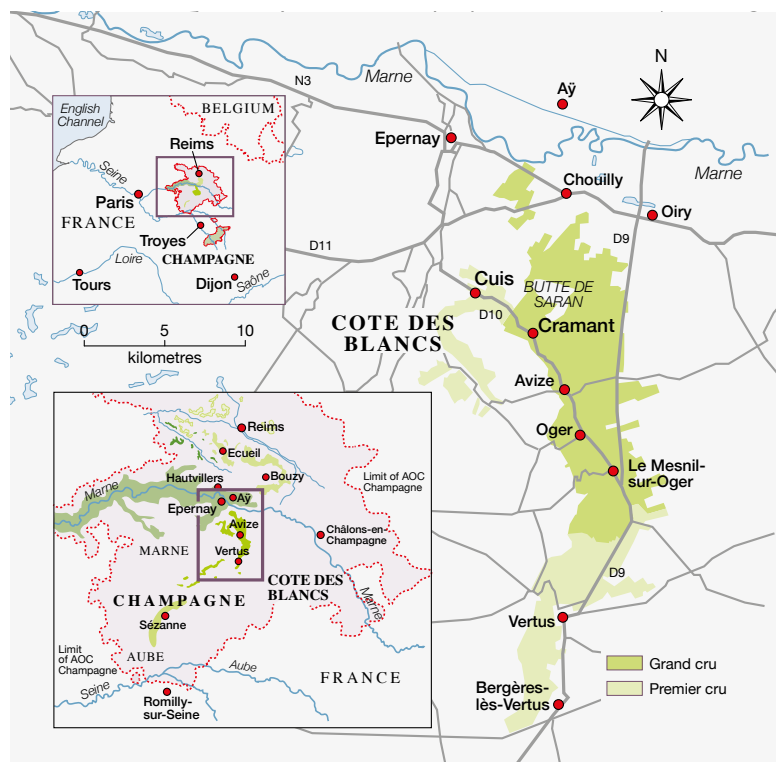 N3
Marne
Aÿ
N
Epernay
Marne
Chouilly
Oiry
D9
D11
Cuis
BUTTE DE
SARAN
D10
Cramant
COTE DES
BLANCS
Avize
Oger
Le Mesnil-
sur-Oger
D9
Vertus
Bergères-
lès-Vertus
Grand cru
Premier cru
English
Channel
BELGIUM
Reims
Seine
Paris
FRANCE
Troyes
CHAMPAGNE
Loire
Tours
Dijon
Saône
0 5 10
kilometres
Reims
Ecueil
Hautvillers
Bouzy
Limit of AOC
Champagne
Marne
Aÿ
Epernay
Avize
Châlons-en-
Champagne
MARNE
Vertus
COTE DES
BLANCS
Marne
CHAMPAGNE
Sézanne
Limit
of AOC
Champagne
AUBE
Aube
FRANCE
Seine
Romilly-
sur-Seine